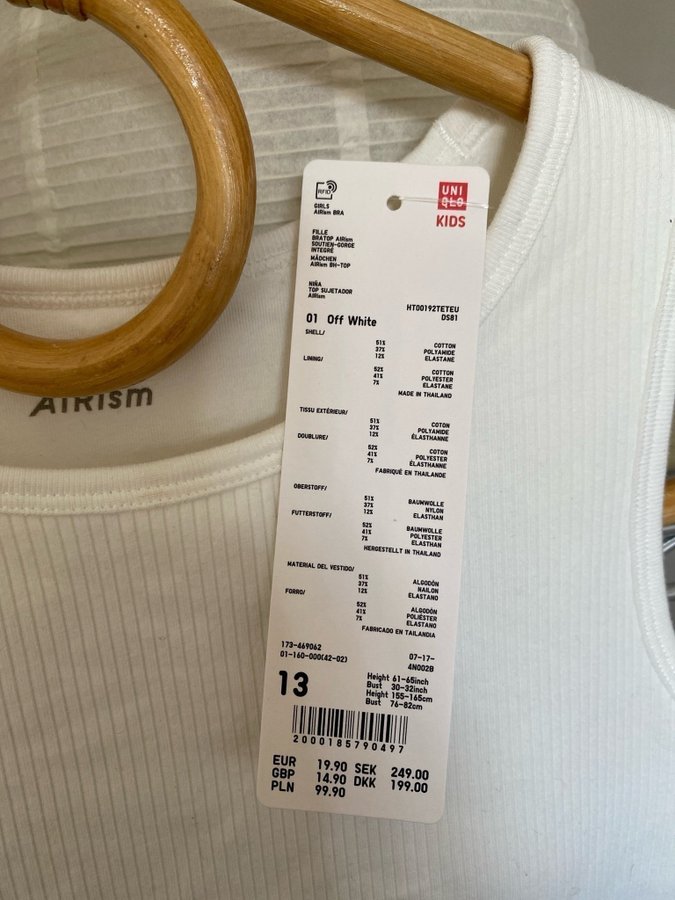 AIRism
RFID
UNI
QLO
KIDS
GIRLS
AIRism BRA
FILLE
BRATOP AIRism
SOUTIEN-GORGE
INTEGRÉ
MÄDCHEN
AIRism BH-TOP
NIÑA
TOP SUJETADOR
AIRism
HT00192TETEU
DS81
01 Off White
SHELL/
51% COTTON
37% POLYAMIDE
12% ELASTANE
LINING/
52% COTTON
41% POLYESTER
7% ELASTANE
MADE IN THAILAND
TISSU EXTÉRIEUR/
51% COTON
37% POLYAMIDE
12% ÉLASTHANNE
DOUBLURE/
52% COTON
41% POLYESTER
7% ÉLASTHANNE
FABRIQUÉ EN THAILANDE
OBERSTOFF/
51% BAUMWOLLE
37% NYLON
12% ELASTHAN
FUTTERSTOFF/
52% BAUMWOLLE
41% POLYESTER
7% ELASTHAN
HERGESTELLT IN THAILAND
MATERIAL DEL VESTIDO/
51% ALGODÓN
37% NAILON
12% ELASTANO
FORRO/
52% ALGODÓN
41% POLIÉSTER
7% ELASTANO
FABRICADO EN TAILANDIA
173-469062
01-160-000(42-02)
07-17-
4N002B
13
Height 61-65inch
Bust 30-32inch
Height 155-165cm
Bust 76-82cm
2000185790497
EUR 19.90 SEK 249.00
GBP 14.90 DKK 199.00
PLN 99.90